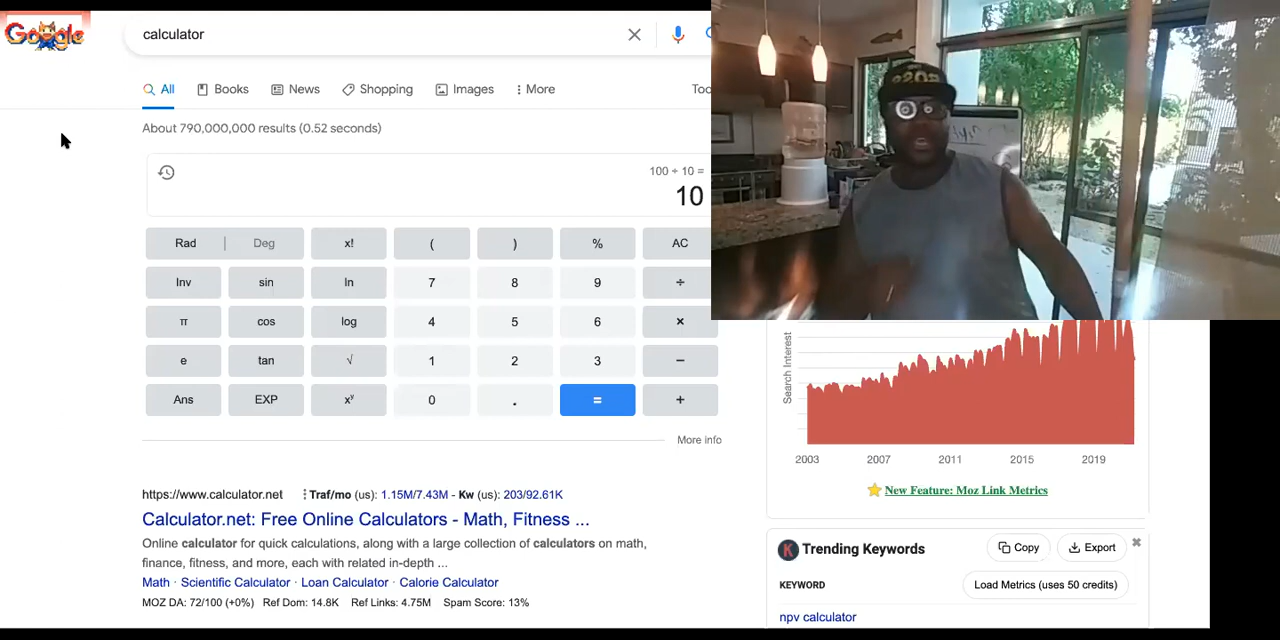 Google
calculator
All
Books
News
Shopping
Images
More
Too
About 790,000,000 results (0.52 seconds)
100 ÷ 10 =
10
Rad | Deg
x!
(
)
%
AC
Inv
sin
ln
7
8
9
÷
π
cos
log
4
5
6
×
e
tan
√
1
2
3
−
Ans
EXP
xʸ
0
.
=
+
More info
https://www.calculator.net
Traf/mo (us): 1.15M/7.43M - Kw (us): 203/92.61K
Calculator.net: Free Online Calculators - Math, Fitness ...
Online calculator for quick calculations, along with a large collection of calculators on math,
finance, fitness, and more, each with related in-depth ...
Math · Scientific Calculator · Loan Calculator · Calorie Calculator
MOZ DA: 72/100 (+0%) Ref Dom: 14.8K Ref Links: 4.75M Spam Score: 13%
Search Interest
2003
2007
2011
2015
2019
New Feature: Moz Link Metrics
K
Trending Keywords
Copy
Export
KEYWORD
Load Metrics (uses 50 credits)
npv calculator